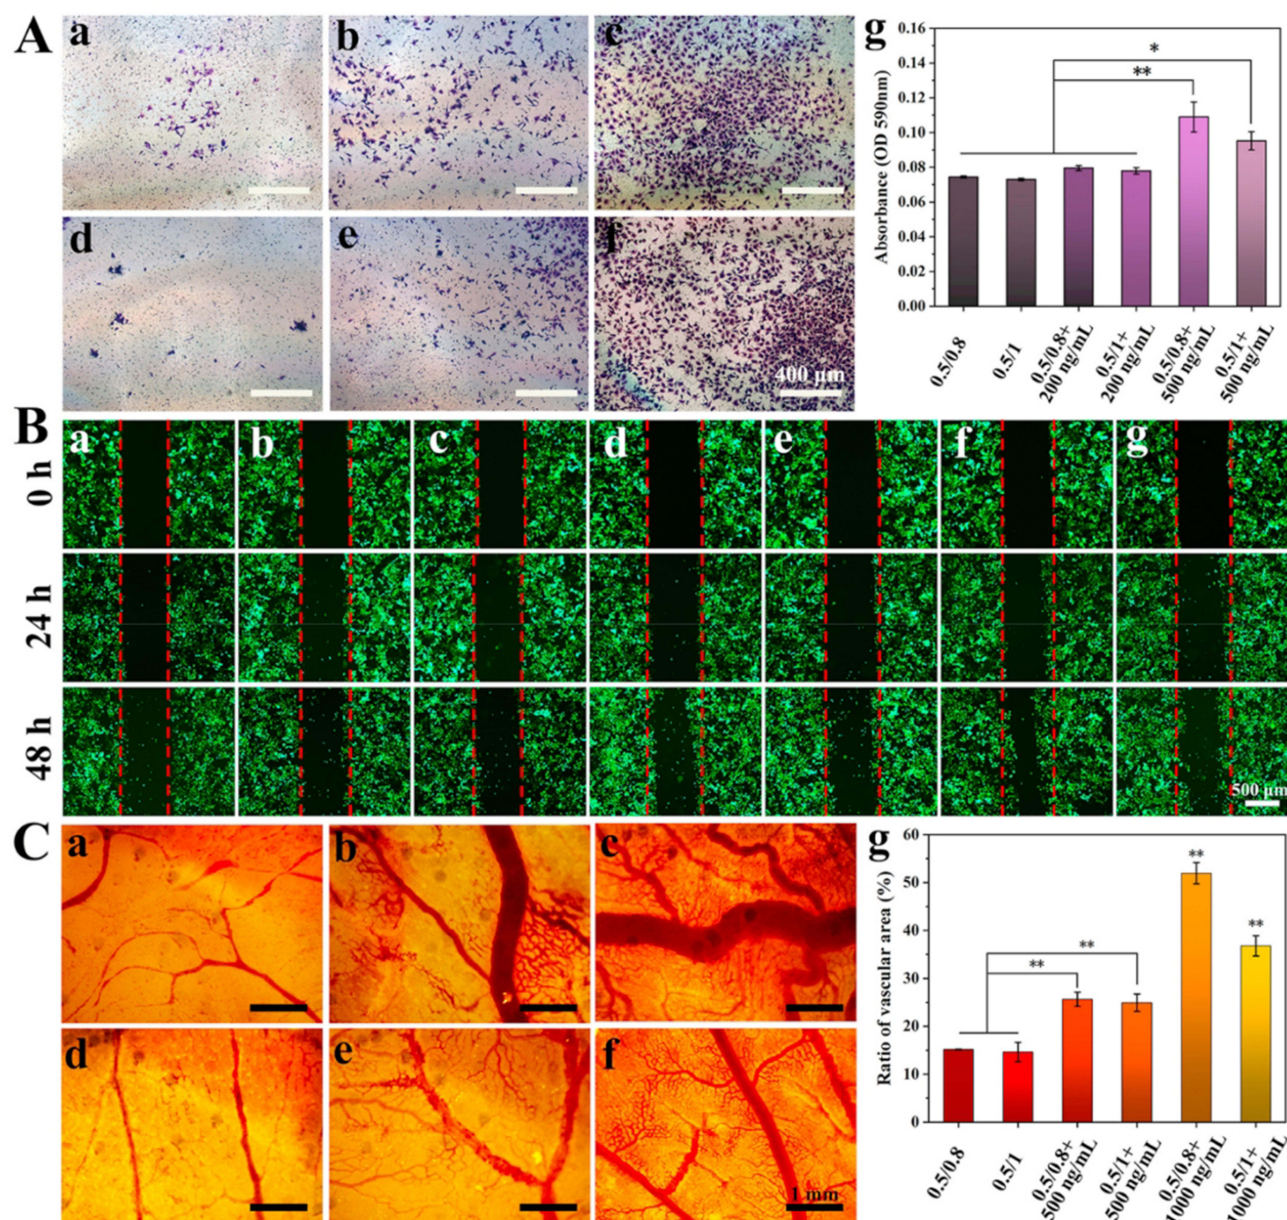 A
a
b
c
d
e
f
400 µm
g
0.16
0.14
0.12
0.10
0.08
0.06
0.04
0.02
0.00
Absorbance (OD 590nm)
*
**
0.5/0.8
0.5/1
0.5/0.8+
200 ng/mL
0.5/1+
200 ng/mL
0.5/0.8+
500 ng/mL
0.5/1+
500 ng/mL
B
a
b
c
d
e
f
g
0 h
24 h
48 h
500 µm
C
a
b
c
d
e
f
1 mm
g
60
50
40
30
20
10
0
Ratio of vascular area (%)
**
**
**
**
0.5/0.8
0.5/1
0.5/0.8+
500 ng/mL
0.5/1+
500 ng/mL
0.5/0.8+
1000 ng/mL
0.5/1+
1000 ng/mL